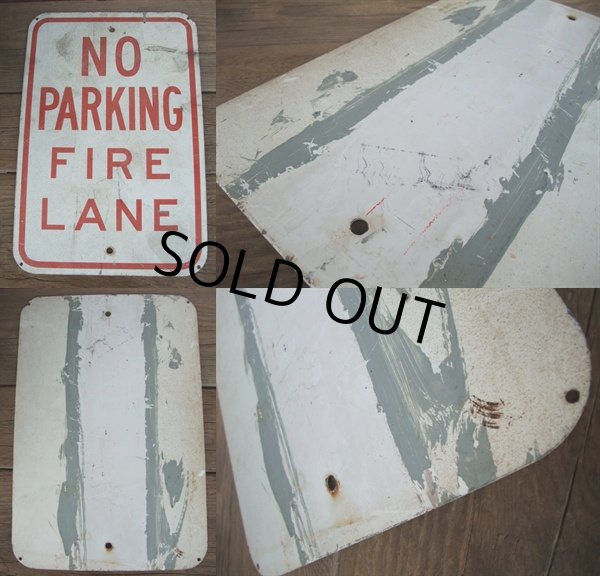 NO
PARKING
FIRE
LANE
SOLD OUT